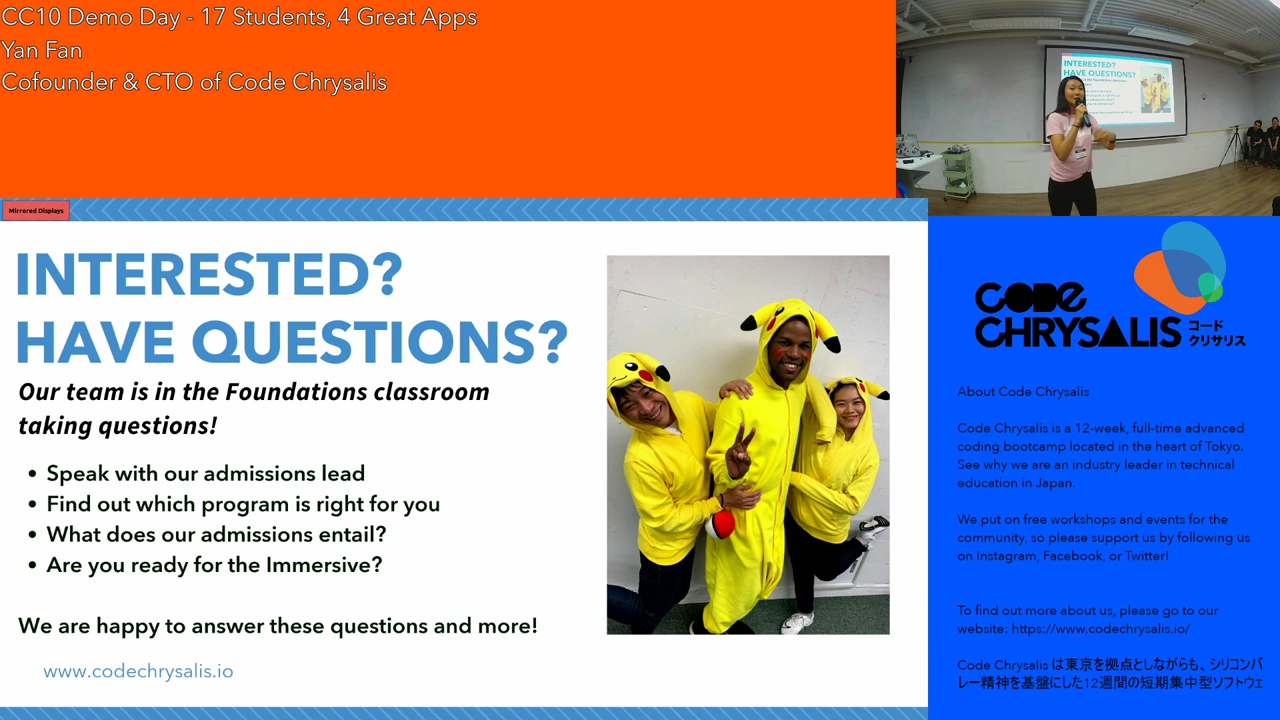 CC10 Demo Day - 17 Students, 4 Great Apps
Yan Fan
Cofounder & CTO of Code Chrysalis
INTERESTED?
HAVE QUESTIONS?
Mirrored Displays
INTERESTED?
HAVE QUESTIONS?
Our team is in the Foundations classroom
taking questions!
• Speak with our admissions lead
• Find out which program is right for you
• What does our admissions entail?
• Are you ready for the Immersive?
We are happy to answer these questions and more!
www.codechrysalis.io
CODE
CHRYSALIS
コード
クリサリス
About Code Chrysalis
Code Chrysalis is a 12-week, full-time advanced
coding bootcamp located in the heart of Tokyo.
See why we are an industry leader in technical
education in Japan.
We put on free workshops and events for the
community, so please support us by following us
on Instagram, Facebook, or Twitter!
To find out more about us, please go to our
website: https://www.codechrysalis.io/
Code Chrysalis は東京を拠点としながらも、シリコンバ
レー精神を基盤にした12週間の短期集中型ソフトウェ